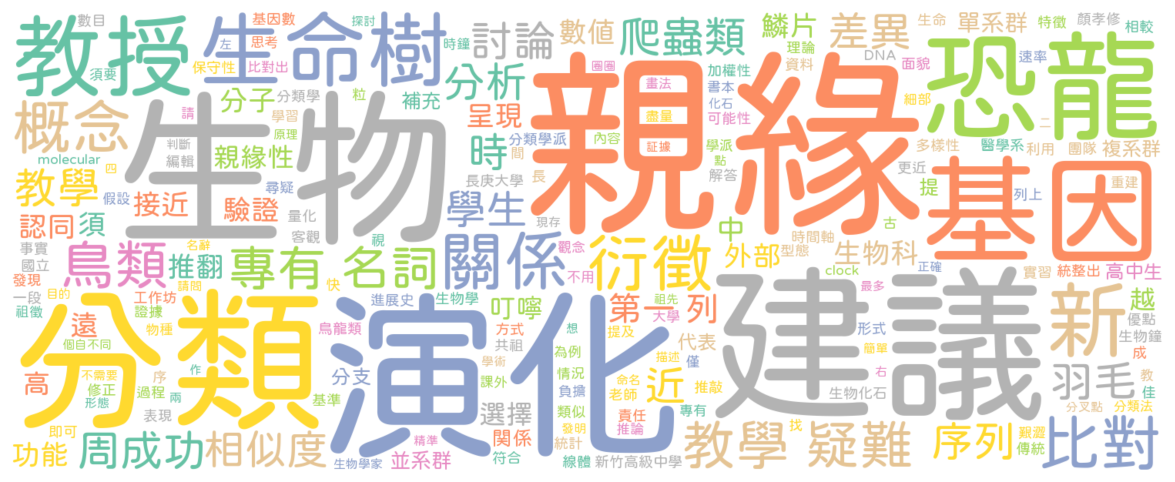 教授
生命樹
親緣
恐龍
生物
基因
分類
演化
建議
新
概念
教學
關係
衍徵
討論
分析
爬蟲類
鱗片
差異
單系群
數值
基因數
探討
數目
須要
左
思考
保守性
比對出
時鐘
圈圈
畫法
加權性
書本
理論
資料
DNA
生命
特徵
顏孝修
相較
面貌
速率
分子
分類學
粒
補充
呈現
化石
可能性
細部
二
請
學習
原理
分類學派
內容
盡量
証據
學派
點
解答
多樣性
醫學系
利用
團隊
複系群
判斷
編輯
親緣性
時
間
長
更近
提
列上
重建
molecular
四
假設
接近
驗證
尋疑
量化
客觀
長庚大學
學生
現存
中
外部
時間軸
型態
生物科
古
認同
須
事實
國立
鳥類
名辭
推翻
專有
名詞
視
觀念
不用
clock
正確
實習
統整出
高中生
發現
祖徵
一段
目的
證據
工作坊
請問
快
進展史
生物學
叮嚀
第一
祖先
大學
列
最多
越
優點
生物鐘
成
遠
物種
個自不同
鳥龍類
方式
共祖
想
提及
代表
形式
簡單
右
羽毛
教
佳
高
不需要
修正
形態
作
序
過程
兩
分支
基準
學術
課外
為例
情況
負擔
僅
描述
命名
老師
近
推敲
生物化石
分叉點
分類法
即可
表現
選擇
類似
發明
專有
責任
推論
找
親遊
傳統
功能
周成功
相似度
生物學家
精準
並系群
関係
符合
統計
線體
新竹高級中學
教學
疑難
序列
比對